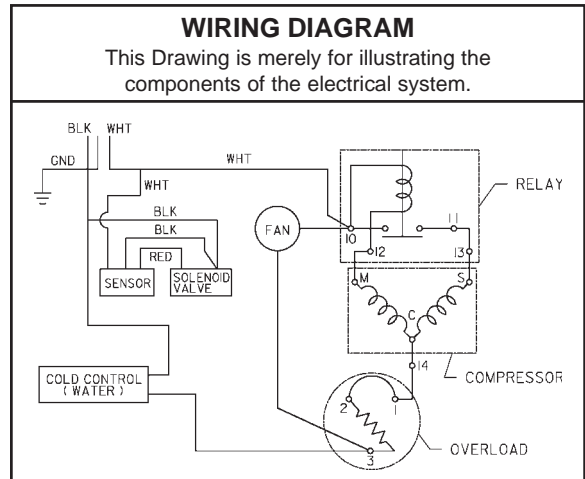 WIRING DIAGRAM
This Drawing is merely for illustrating the
components of the electrical system.
BLK WHT
GND
WHT
WHT
BLK
BLK
RED
SENSOR
SOLENOID
VALVE
FAN
RELAY
10
11
12
13
M
S
C
14
COMPRESSOR
COLD CONTROL
( WATER )
2
1
3
OVERLOAD